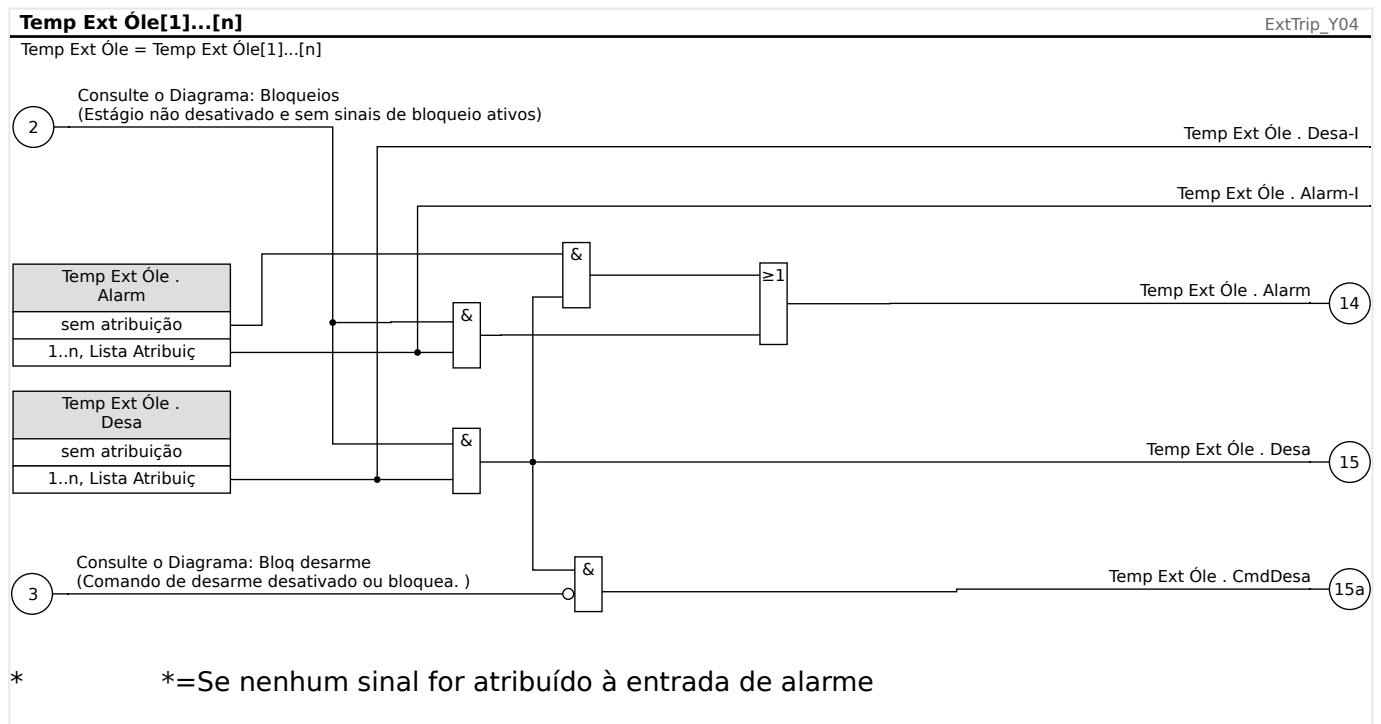 Temp Ext Óle[1]...[n]
ExtTrip_Y04
Temp Ext Óle = Temp Ext Óle[1]...[n]
Consulte o Diagrama: Bloqueios
(Estágio não desativado e sem sinais de bloqueio ativos)
2
Temp Ext Óle . Desa-I
Temp Ext Óle . Alarm-I
&
Temp Ext Óle .
Alarm
sem atribuição
1..n, Lista Atribuiç
&
≥1
Temp Ext Óle . Alarm
14
Temp Ext Óle .
Desa
sem atribuição
1..n, Lista Atribuiç
&
Temp Ext Óle . Desa
15
Consulte o Diagrama: Bloq desarme
(Comando de desarme desativado ou bloquea. )
3
&
Temp Ext Óle . CmdDesa
15a
* *=Se nenhum sinal for atribuído à entrada de alarme